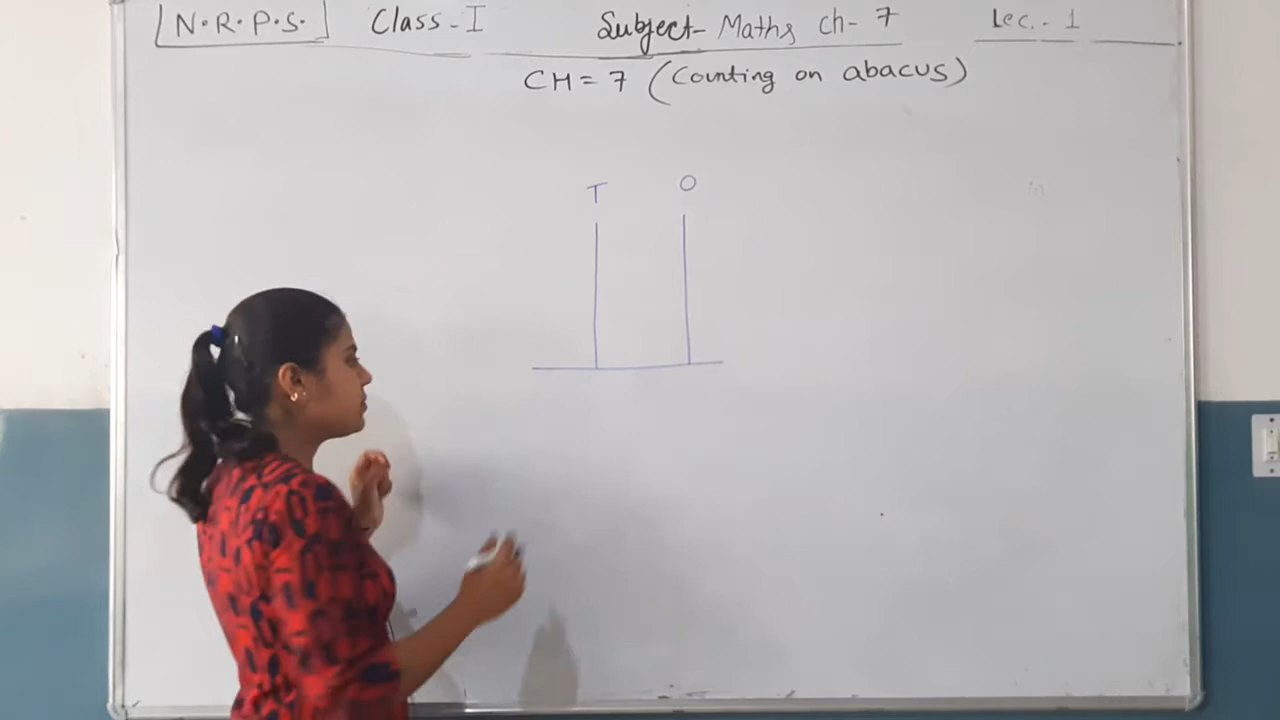 N.R.P.S. Class-I Subject-Maths Ch-7 Lec.-1
CH=7 (Counting on abacus)
T O